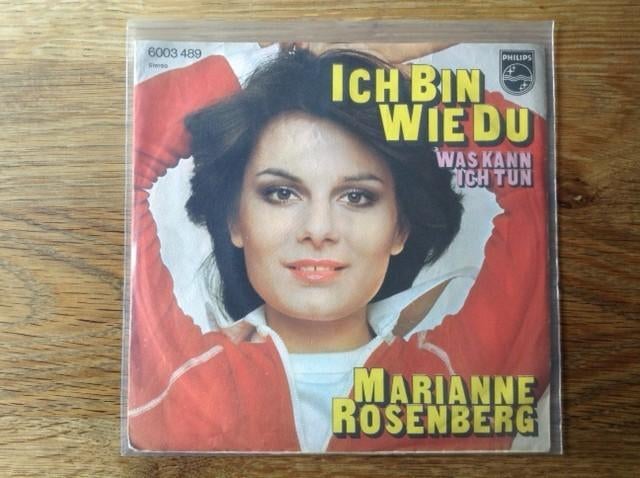 6003 489
Stereo
PHILIPS
ICH BIN
WIE DU
WAS KANN
ICH TUN
MARIANNE
ROSENBERG